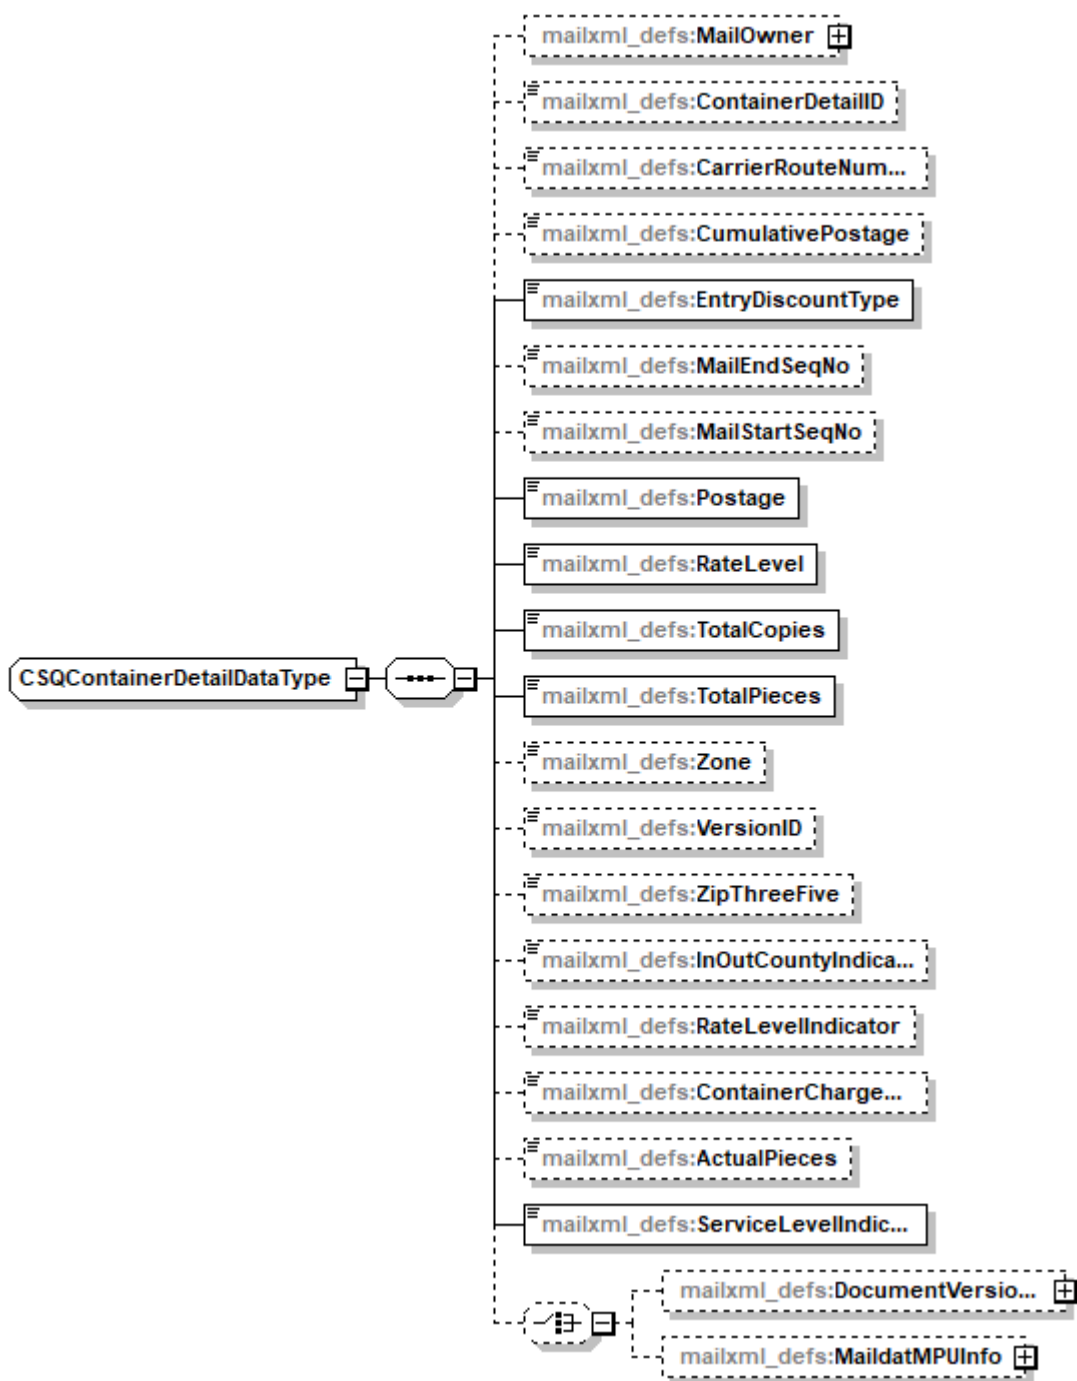 mailxml_defs:MailOwner
mailxml_defs:ContainerDetailID
mailxml_defs:CarrierRouteNum...
mailxml_defs:CumulativePostage
mailxml_defs:EntryDiscountType
mailxml_defs:MailEndSeqNo
mailxml_defs:MailStartSeqNo
mailxml_defs:Postage
mailxml_defs:RateLevel
mailxml_defs:TotalCopies
CSQContainerDetailDataType
mailxml_defs:TotalPieces
mailxml_defs:Zone
mailxml_defs:VersionID
mailxml_defs:ZipThreeFive
mailxml_defs:InOutCountyIndica...
mailxml_defs:RateLevelIndicator
mailxml_defs:ContainerCharge...
mailxml_defs:ActualPieces
mailxml_defs:ServiceLevelIndic...
mailxml_defs:DocumentVersio...
mailxml_defs:MaildatMPUInfo